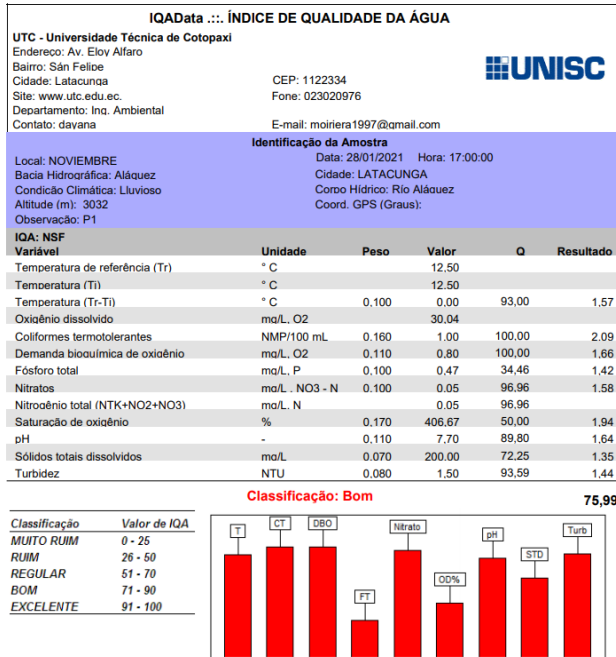 IQAData .::. ÍNDICE DE QUALIDADE DA ÁGUA
UTC - Universidade Técnica de Cotopaxi
Endereço: Av. Eloy Alfaro
Bairro: Sán Felipe
Cidade: Latacunga CEP: 1122334
Site: www.utc.edu.ec. Fone: 023020976
Departamento: Ing. Ambiental
Contato: dayana E-mail: moiriera1997@gmail.com
UNISC
Identificação da Amostra
Local: NOVIEMBRE Data: 28/01/2021 Hora: 17:00:00
Bacia Hidrográfica: Aláquez Cidade: LATACUNGA
Condição Climática: Lluvioso Corpo Hídrico: Río Aláquez
Altitude (m): 3032 Coord. GPS (Graus):
Observação: P1
IQA: NSF
Variável Unidade Peso Valor Q Resultado
Temperatura de referência (Tr) ° C 12,50
Temperatura (Ti) ° C 12.50
Temperatura (Tr-Ti) ° C 0,100 0,00 93,00 1,57
Oxigênio dissolvido mg/L, O2 30.04
Coliformes termotolerantes NMP/100 mL 0.160 1.00 100,00 2.09
Demanda bioquímica de oxigênio mg/L, O2 0,110 0,80 100,00 1,66
Fósforo total mg/L, P 0,100 0,47 34,46 1,42
Nitratos mg/L . NO3 - N 0,100 0.05 96,96 1.58
Nitrogênio total (NTK+NO2+NO3) mg/L. N 0.05 96,96
Saturação de oxigênio % 0,170 406,67 50,00 1,94
pH - 0,110 7,70 89,80 1,64
Sólidos totais dissolvidos mg/L 0.070 200.00 72,25 1.35
Turbidez NTU 0,080 1,50 93,59 1,44
Classificação: Bom 75,99
Classificação Valor de IQA
MUITO RUIM 0 - 25
RUIM 26 - 50
REGULAR 51 - 70
BOM 71 - 90
EXCELENTE 91 - 100
T CT DBO FT Nitrato OD% pH STD Turb